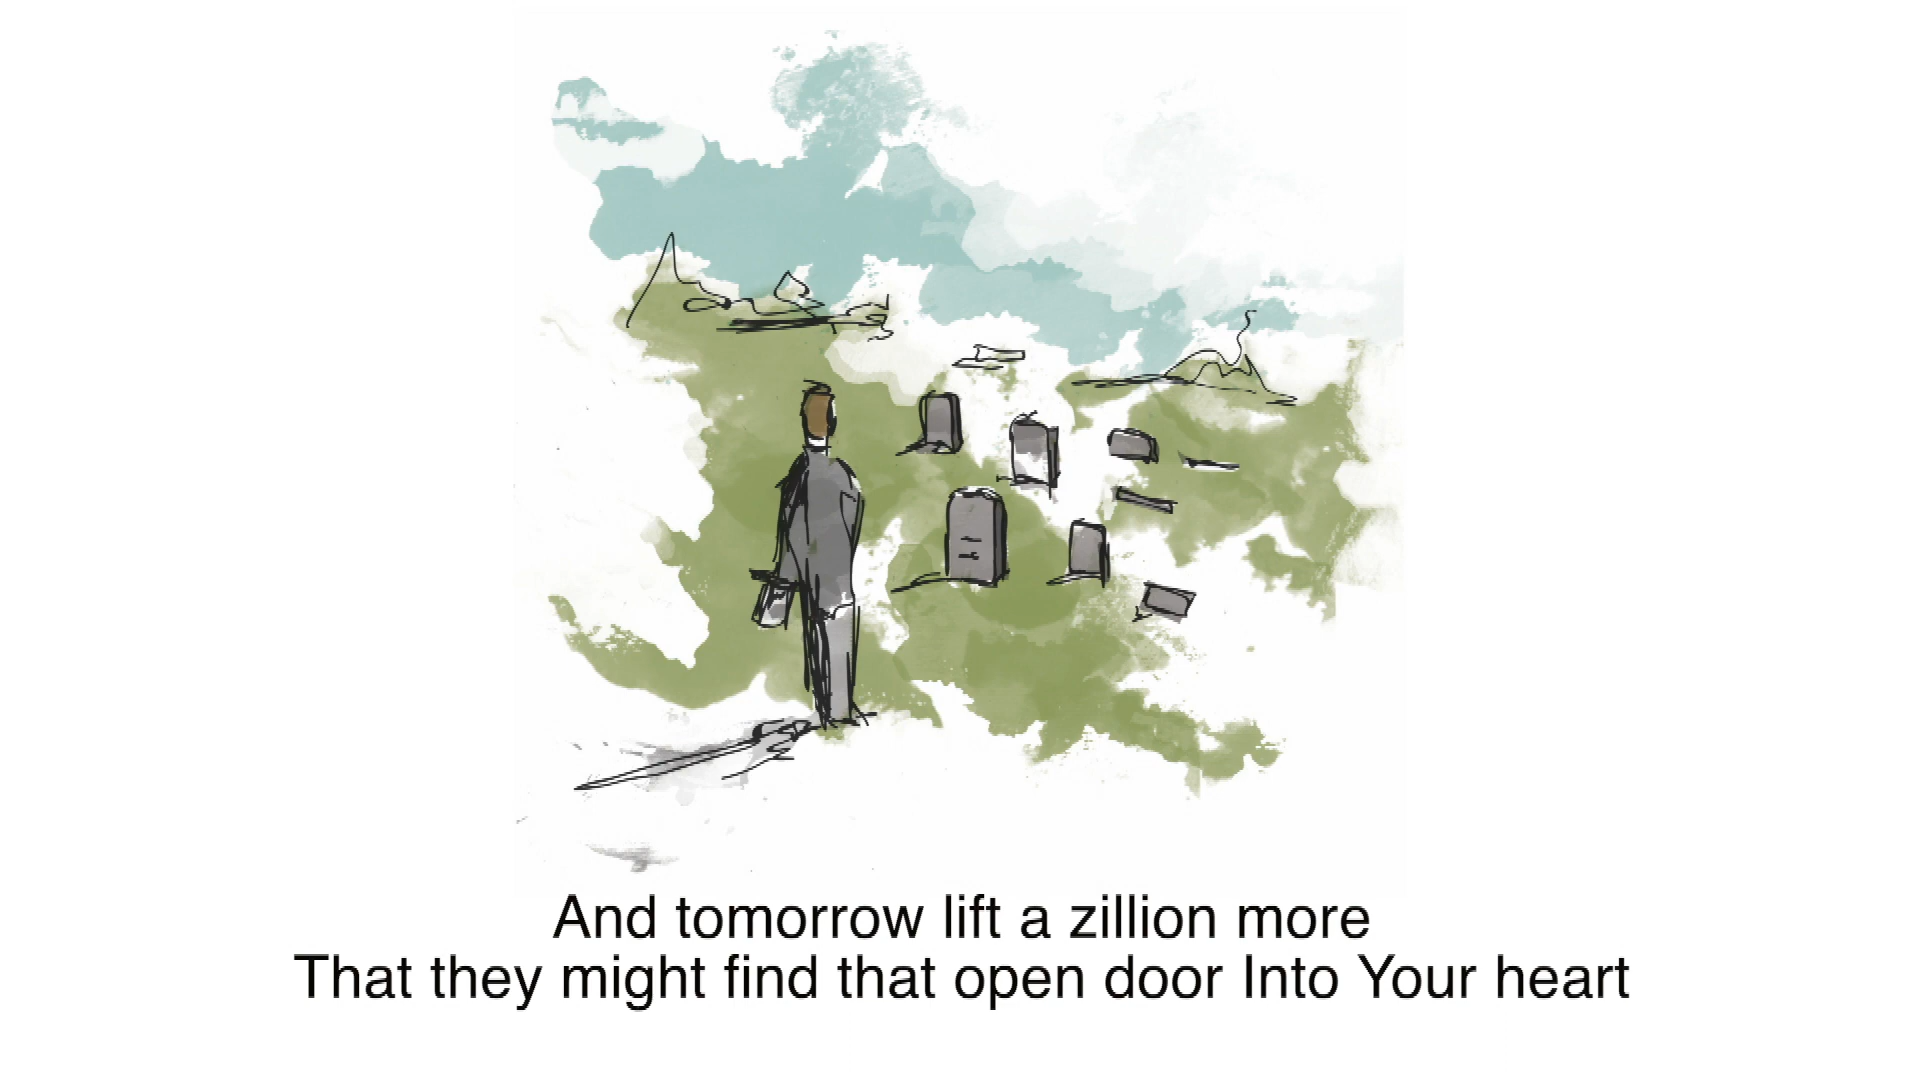 And tomorrow lift a zillion more
That they might find that open door Into Your heart